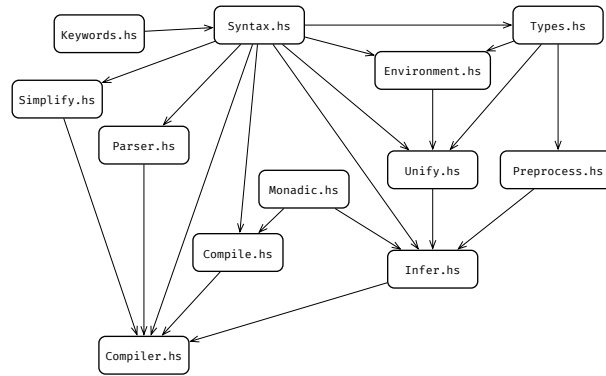 Syntax.hs
Types.hs
Keywords.hs
Environment.hs
Simplify.hs
Parser.hs
Unify.hs
Preprocess.hs
Monadic.hs
Compile.hs
Infer.hs
Compiler.hs